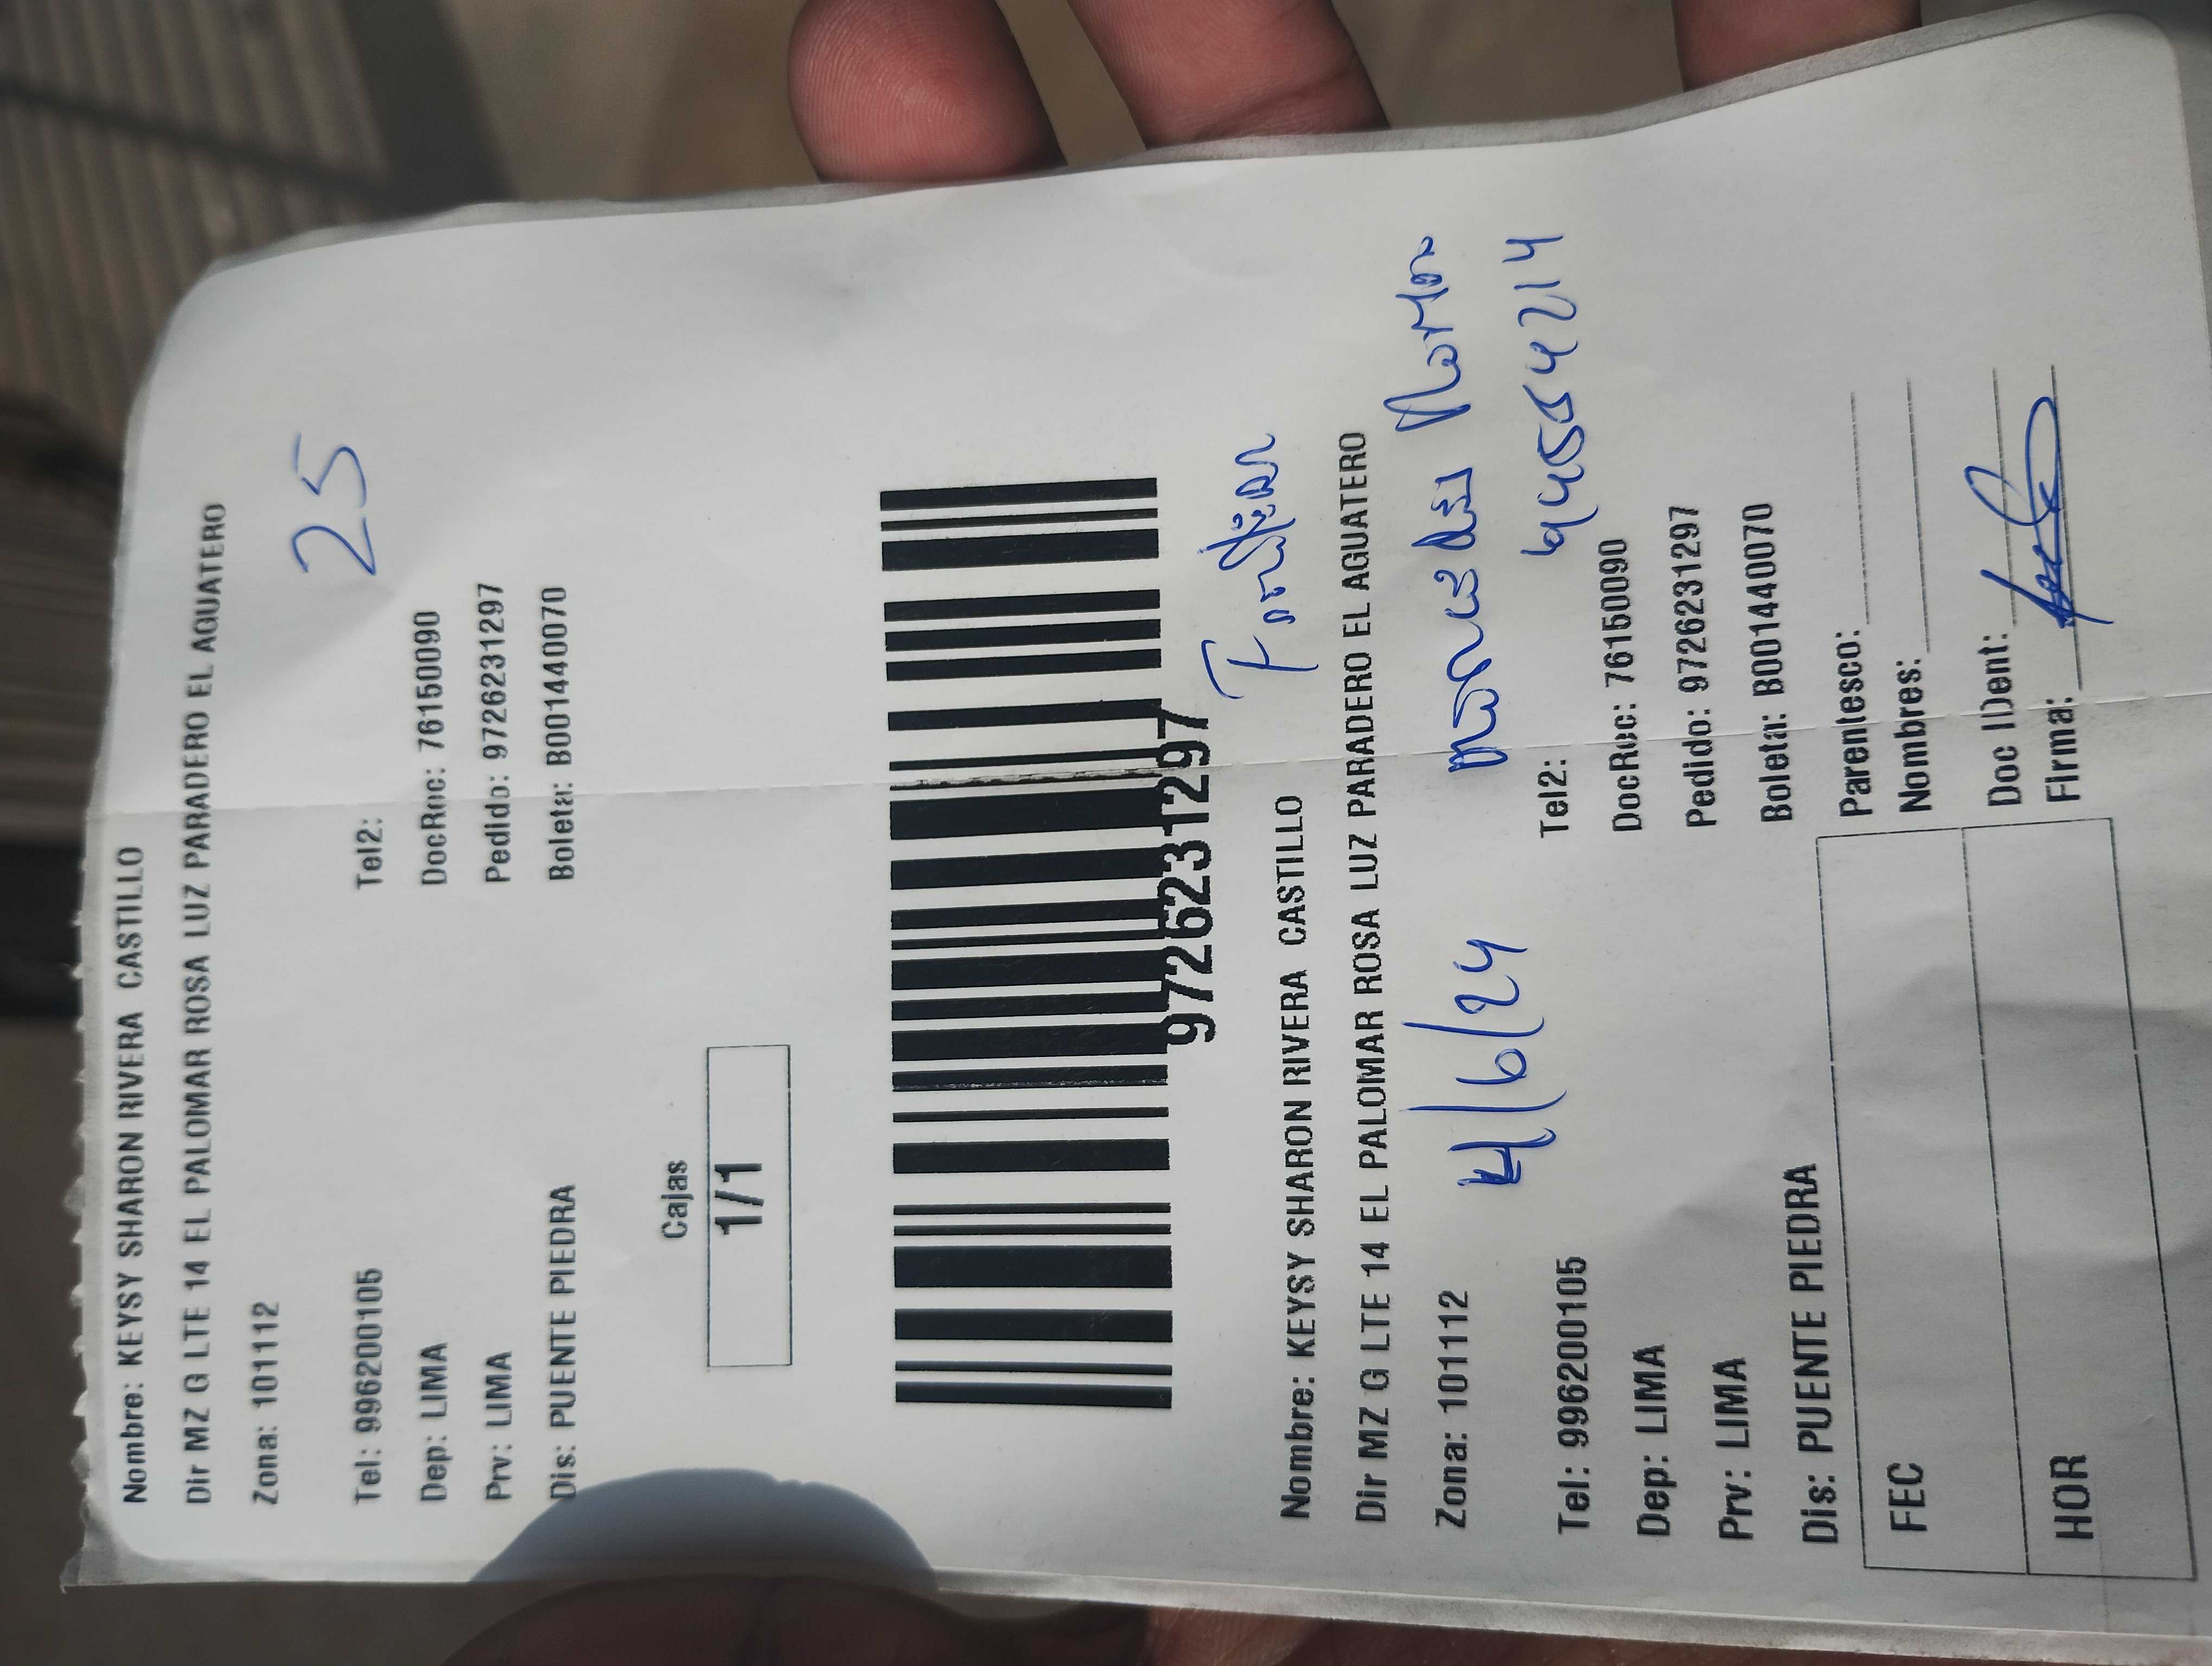 Nombre: KEYSY SHARON RIVERA CASTILLO
Dir MZ G LTE 14 EL PALOMAR ROSA LUZ PARADERO EL AGUATERO
Zona: 101112
25
Tel: 996200105 Tel2:
Dep: LIMA DocRec: 76150090
Prv: LIMA Pedido: 9726231297
Dis: PUENTE PIEDRA Boleta: B001440070
Cajas
1/1
9726231297
Nombre: KEYSY SHARON RIVERA CASTILLO
Dir MZ G LTE 14 EL PALOMAR ROSA LUZ PARADERO EL AGUATERO
Zona: 101112 4/6/24
Tel: 996200105 Tel2:
Dep: LIMA DocRec: 76150090
Prv: LIMA Pedido: 9726231297
Dis: PUENTE PIEDRA Boleta: B001440070
FEC Parentesco:
Nombres:
HOR Doc IDent:
Firma: